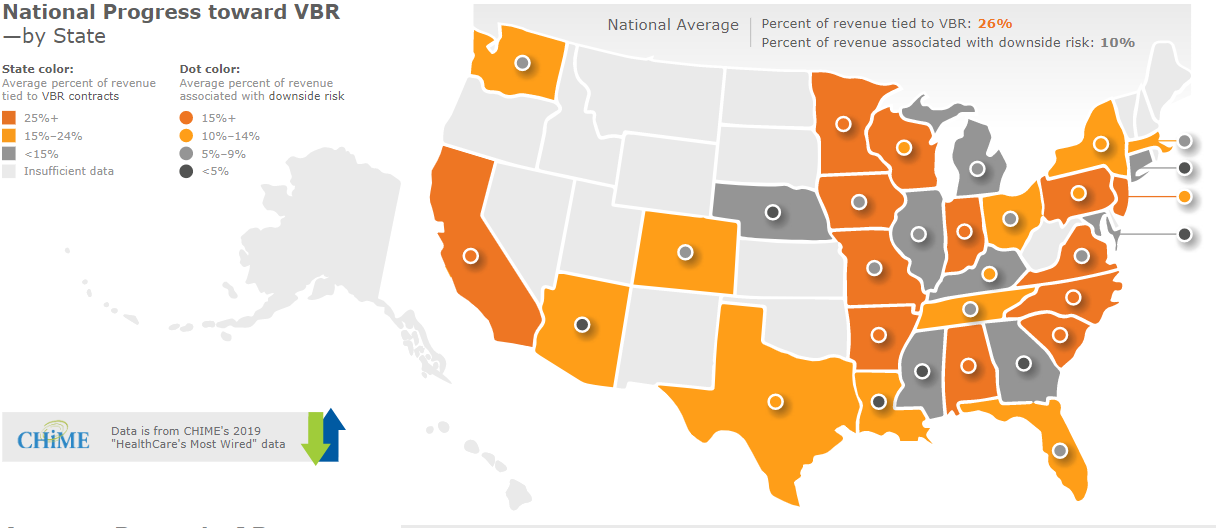 National Progress toward VBR
—by State
National Average
Percent of revenue tied to VBR: 26%
Percent of revenue associated with downside risk: 10%
State color:
Average percent of revenue
tied to VBR contracts
25%+
15%–24%
<15%
Insufficient data
Dot color:
Average percent of revenue
associated with downside risk
15%+
10%–14%
5%–9%
<5%
CHiME
Data is from CHIME's 2019
"HealthCare's Most Wired" data